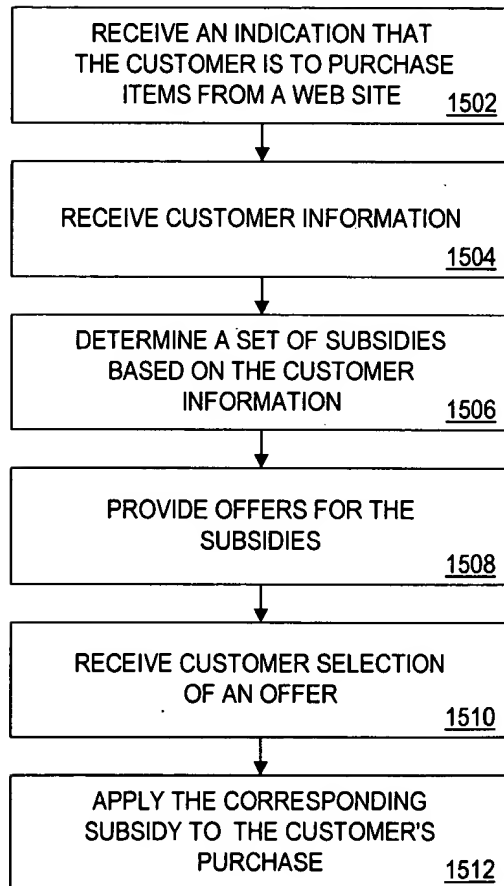 RECEIVE AN INDICATION THAT
THE CUSTOMER IS TO PURCHASE
ITEMS FROM A WEB SITE
1502
RECEIVE CUSTOMER INFORMATION
1504
DETERMINE A SET OF SUBSIDIES
BASED ON THE CUSTOMER
INFORMATION
1506
PROVIDE OFFERS FOR THE
SUBSIDIES
1508
RECEIVE CUSTOMER SELECTION
OF AN OFFER
1510
APPLY THE CORRESPONDING
SUBSIDY TO THE CUSTOMER'S
PURCHASE
1512